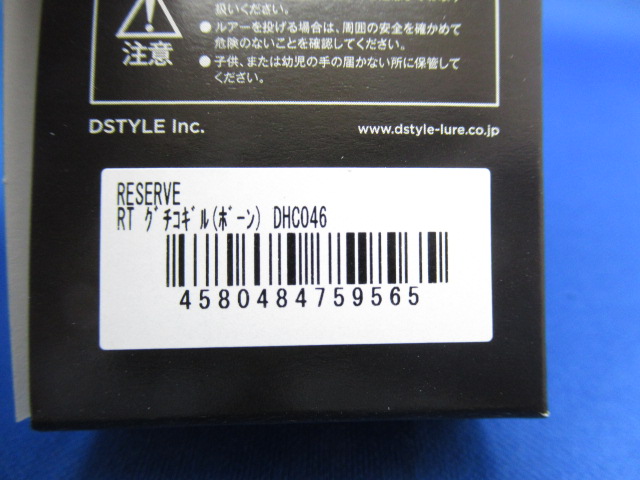 扱いください。
● ルアーを投げる場合は、周囲の安全を確かめて
危険のないことを確認してください。
● 子供、または幼児の手の届かない所に保管して
ください。
注意
DSTYLE Inc.
www.dstyle-lure.co.jp
RESERVE
RT ｸﾞﾁｺｷﾞﾙ(ﾎﾞｰﾝ) DHC046
4580484759565